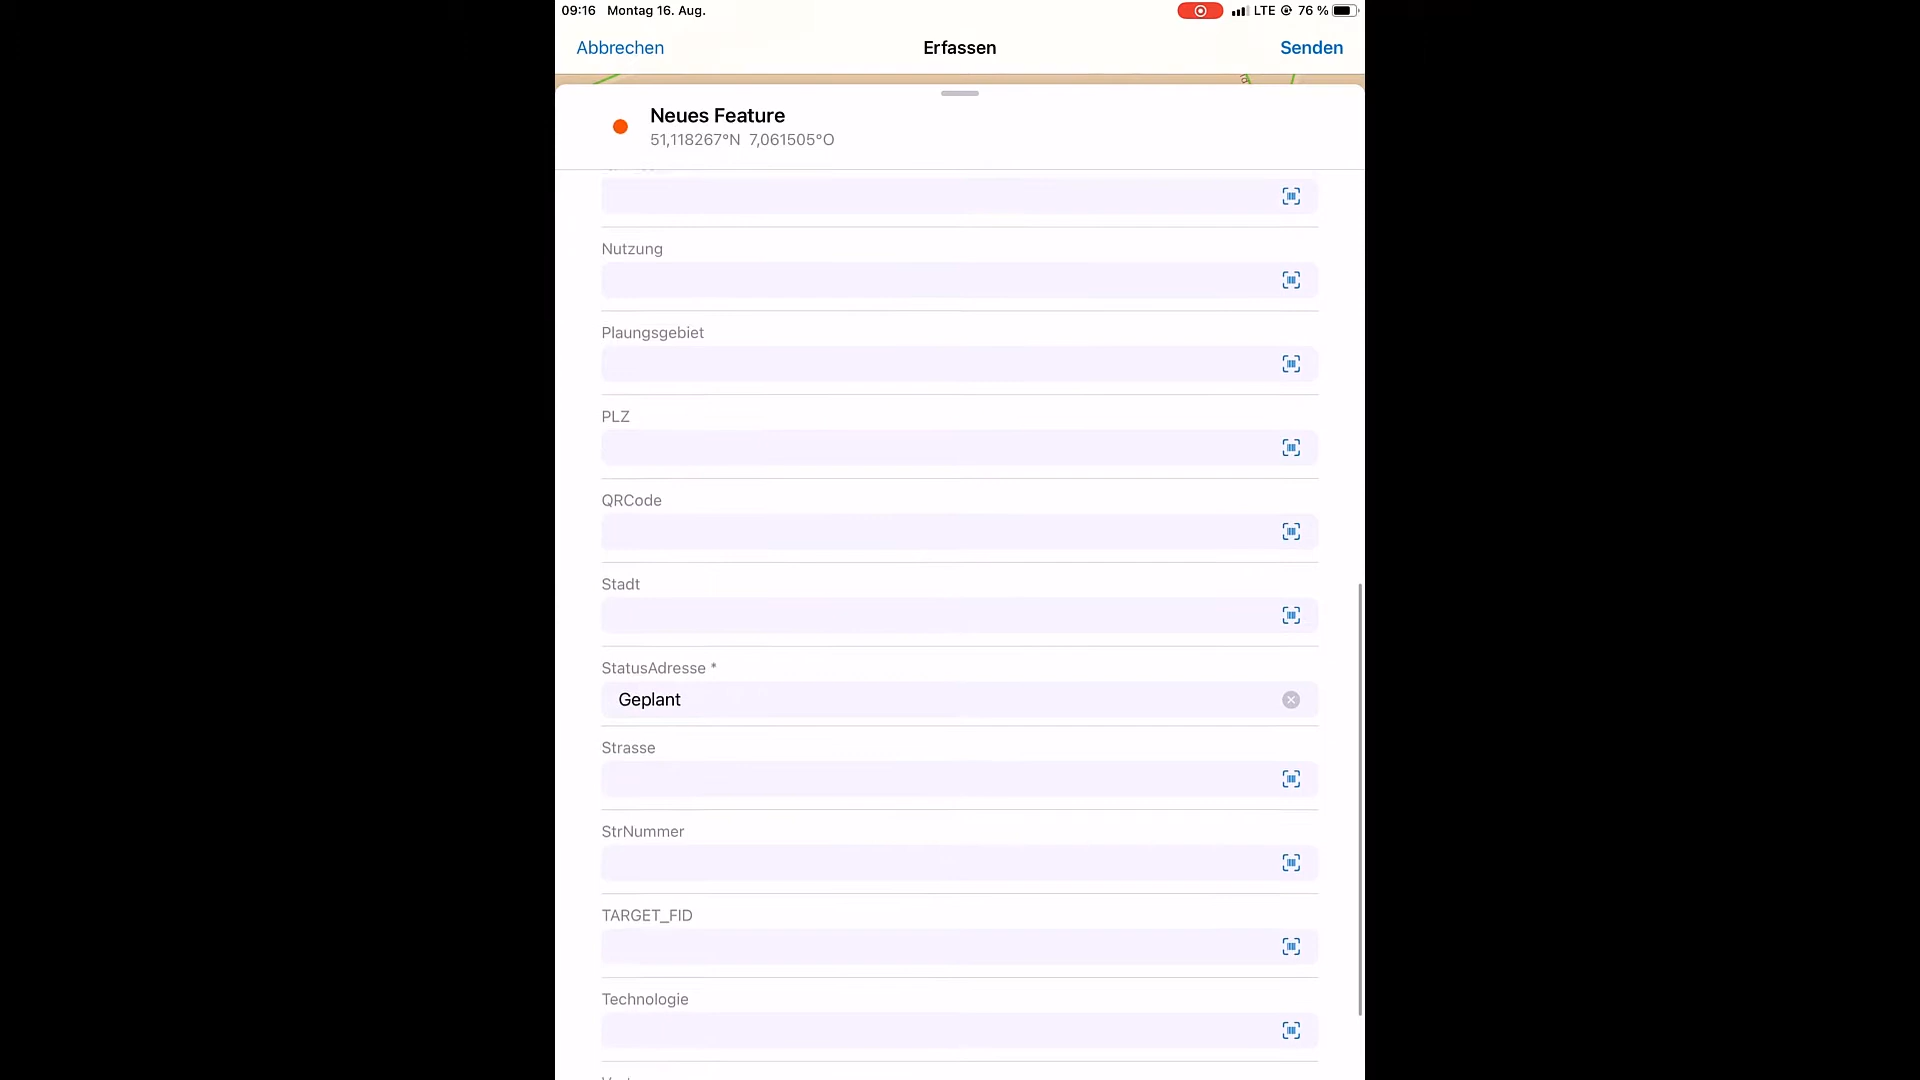 09:16 Montag 16. Aug.
LTE 76 %
Abbrechen
Erfassen
Senden
Neues Feature
51,118267°N 7,061505°O
Nutzung
Plaungsgebiet
PLZ
QRCode
Stadt
StatusAdresse *
Geplant
Strasse
StrNummer
TARGET_FID
Technologie